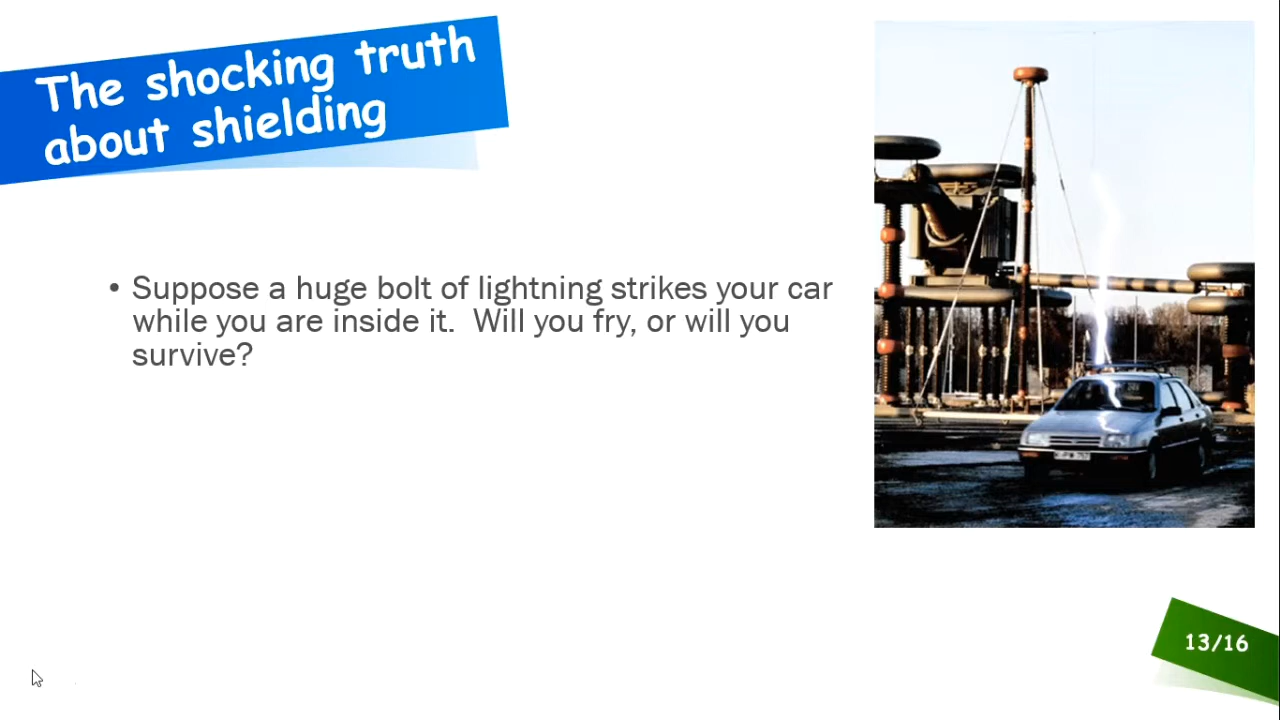 The shocking truth
about shielding
• Suppose a huge bolt of lightning strikes your car
while you are inside it.  Will you fry, or will you
survive?
13/16